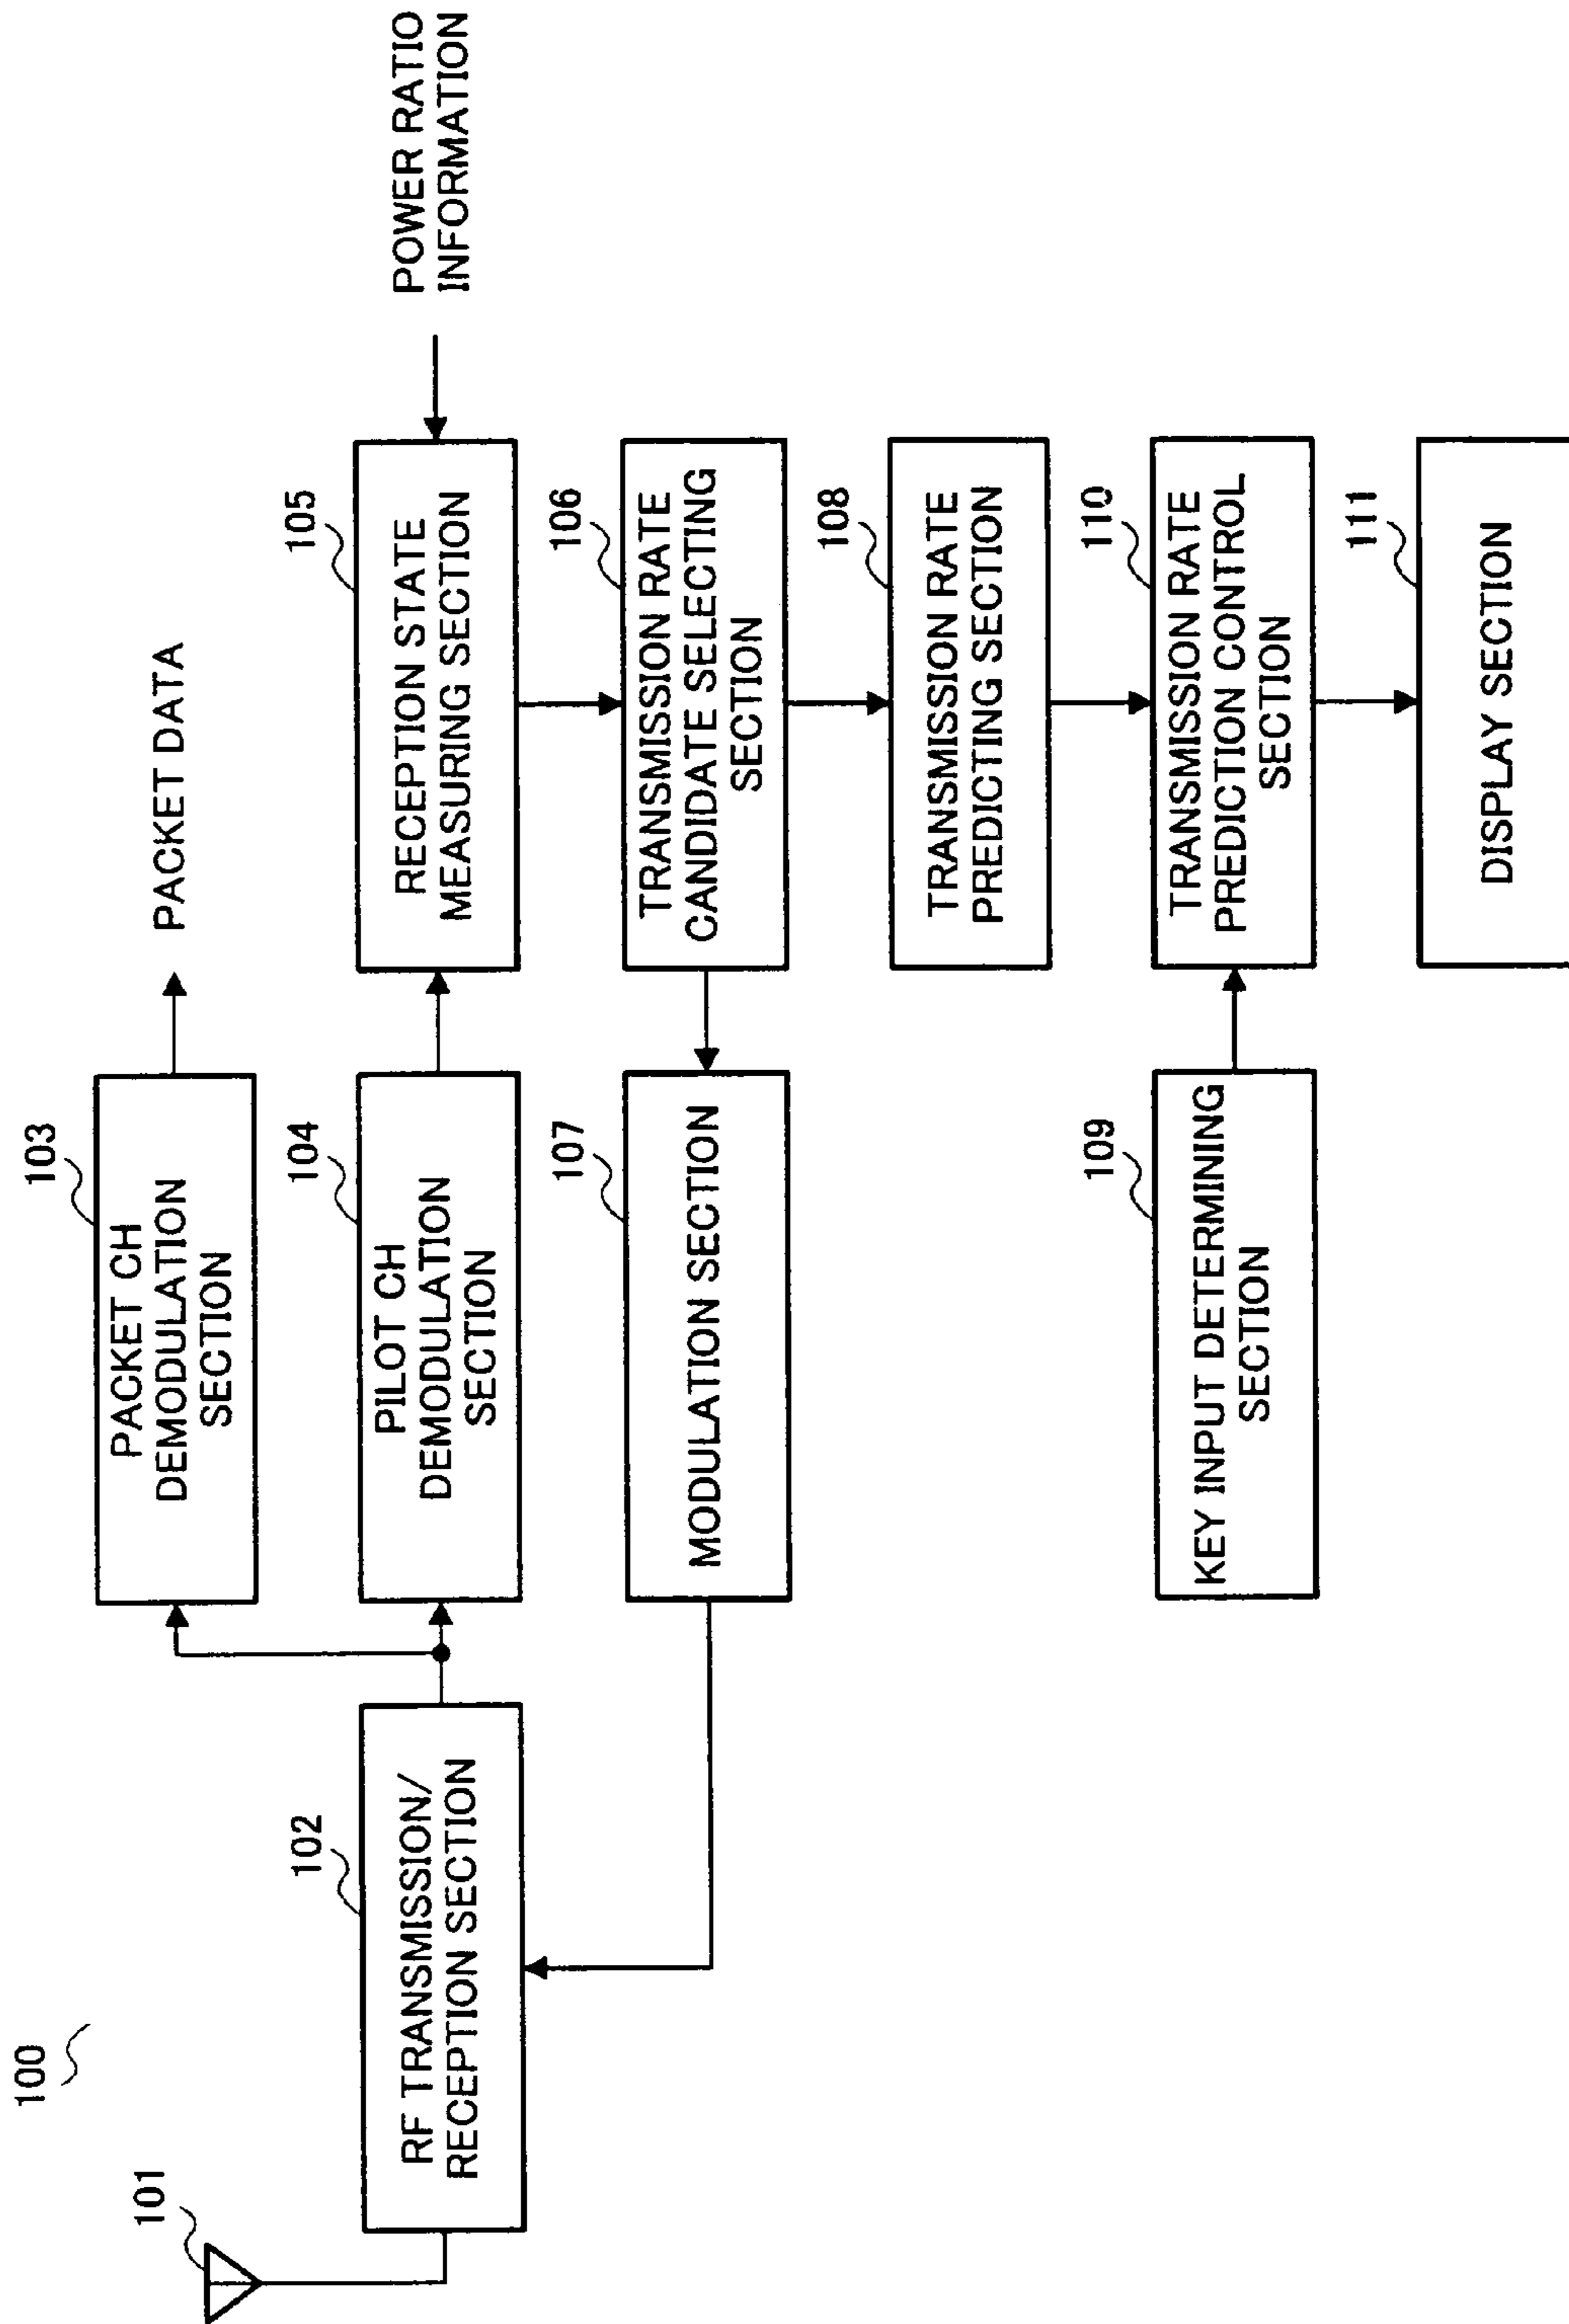 100
101
102
RF TRANSMISSION/
RECEPTION SECTION
103
PACKET CH
DEMODULATION
SECTION
PACKET DATA
104
PILOT CH
DEMODULATION
SECTION
105
RECEPTION STATE
MEASURING SECTION
POWER RATIO
INFORMATION
107
MODULATION SECTION
106
TRANSMISSION RATE
CANDIDATE SELECTING
SECTION
108
TRANSMISSION RATE
PREDICTING SECTION
109
KEY INPUT DETERMINING
SECTION
110
TRANSMISSION RATE
PREDICTION CONTROL
SECTION
111
DISPLAY SECTION